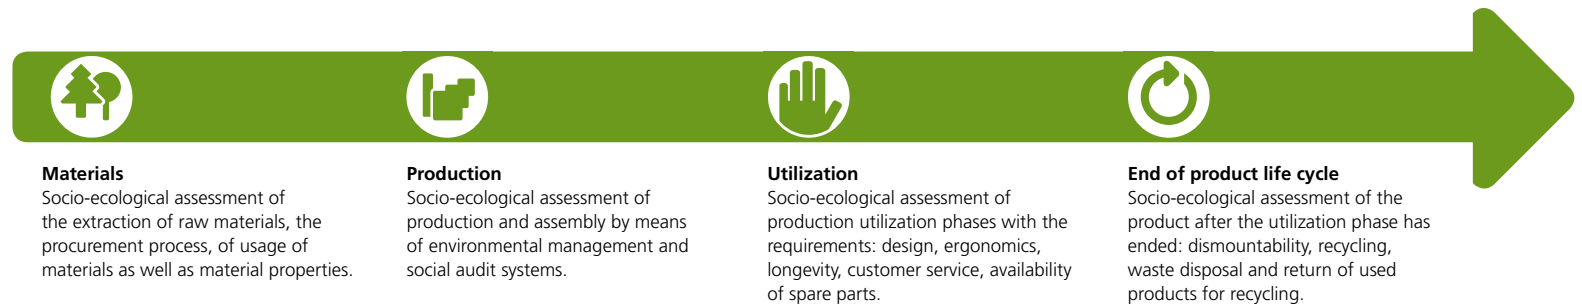 Materials
Socio-ecological assessment of
the extraction of raw materials, the
procurement process, of usage of
materials as well as material properties.
Production
Socio-ecological assessment of
production and assembly by means
of environmental management and
social audit systems.
Utilization
Socio-ecological assessment of
production utilization phases with the
requirements: design, ergonomics,
longevity, customer service, availability
of spare parts.
End of product life cycle
Socio-ecological assessment of the
product after the utilization phase has
ended: dismountability, recycling,
waste disposal and return of used
products for recycling.